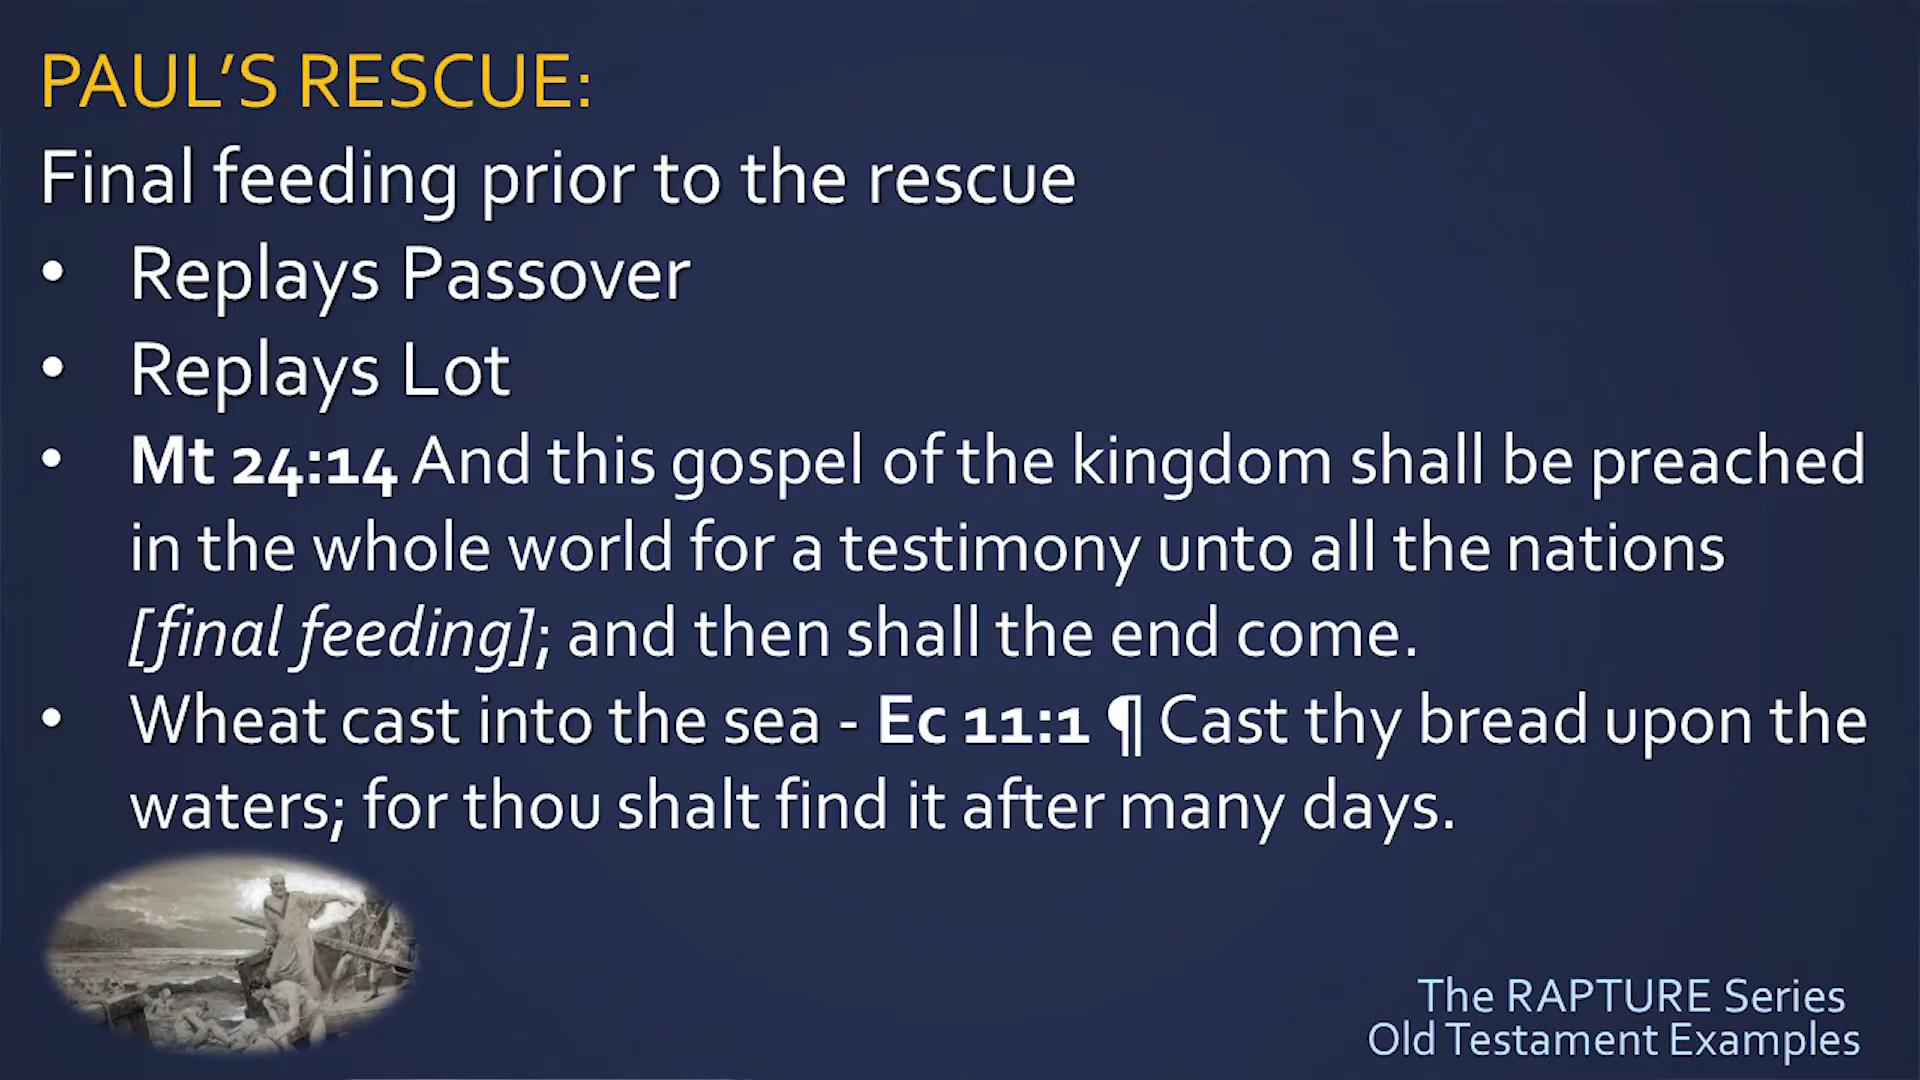 PAUL’S RESCUE:
Final feeding prior to the rescue
• Replays Passover
• Replays Lot
• Mt 24:14 And this gospel of the kingdom shall be preached
in the whole world for a testimony unto all the nations
[final feeding]; and then shall the end come.
• Wheat cast into the sea - Ec 11:1 ¶ Cast thy bread upon the
waters; for thou shalt find it after many days.
The RAPTURE Series
Old Testament Examples